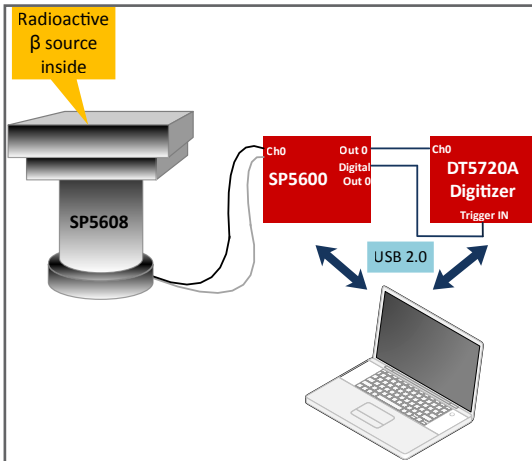 Radioactive
β source
inside
SP5608
Ch0
Out 0
Digital
Out 0
SP5600
Ch0
DT5720A
Digitizer
Trigger IN
USB 2.0